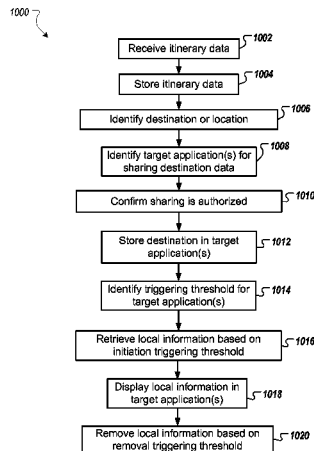 1000
Receive itinerary data
1002
Store itinerary data
1004
Identify destination or location
1006
Identify target application(s) for
sharing destination data
1008
Confirm sharing is authorized
1010
Store destination in target
application(s)
1012
Identify triggering threshold for
target application(s)
1014
Retrieve local information based on
initiation triggering threshold
1016
Display local information in
target application(s)
1018
Remove local information based on
removal triggering threshold
1020